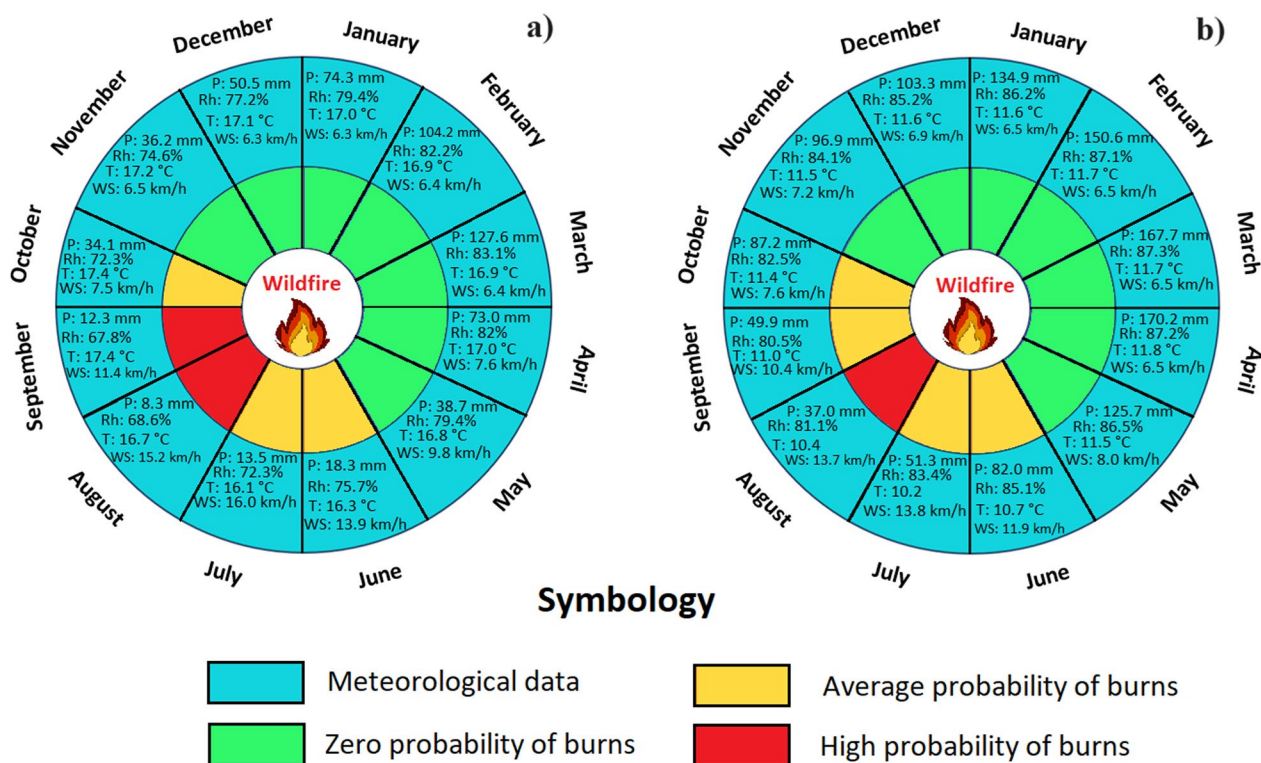 a)
December
January
February
March
April
May
June
July
August
September
October
November
P: 50.5 mm
Rh: 77.2%
T: 17.1 °C
WS: 6.3 km/h
P: 74.3 mm
Rh: 79.4%
T: 17.0 °C
WS: 6.3 km/h
P: 104.2 mm
Rh: 82.2%
T: 16.9 °C
WS: 6.4 km/h
P: 127.6 mm
Rh: 83.1%
T: 16.9 °C
WS: 6.4 km/h
P: 73.0 mm
Rh: 82%
T: 17.0 °C
WS: 7.6 km/h
P: 38.7 mm
Rh: 79.4%
T: 16.8 °C
WS: 9.8 km/h
P: 18.3 mm
Rh: 75.7%
T: 16.3 °C
WS: 13.9 km/h
P: 13.5 mm
Rh: 72.3%
T: 16.1 °C
WS: 16.0 km/h
P: 8.3 mm
Rh: 68.6%
T: 16.7 °C
WS: 15.2 km/h
P: 12.3 mm
Rh: 67.8%
T: 17.4 °C
WS: 11.4 km/h
P: 34.1 mm
Rh: 72.3%
T: 17.4 °C
WS: 7.5 km/h
P: 36.2 mm
Rh: 74.6%
T: 17.2 °C
WS: 6.5 km/h
Wildfire
b)
December
January
February
March
April
May
June
July
August
September
October
November
P: 103.3 mm
Rh: 85.2%
T: 11.6 °C
WS: 6.9 km/h
P: 134.9 mm
Rh: 86.2%
T: 11.6 °C
WS: 6.5 km/h
P: 150.6 mm
Rh: 87.1%
T: 11.7 °C
WS: 6.5 km/h
P: 167.7 mm
Rh: 87.3%
T: 11.7 °C
WS: 6.5 km/h
P: 170.2 mm
Rh: 87.2%
T: 11.8 °C
WS: 6.5 km/h
P: 125.7 mm
Rh: 86.5%
T: 11.5 °C
WS: 8.0 km/h
P: 82.0 mm
Rh: 85.1%
T: 10.7 °C
WS: 11.9 km/h
P: 51.3 mm
Rh: 83.4%
T: 10.2
WS: 13.8 km/h
P: 37.0 mm
Rh: 81.1%
T: 10.4
WS: 13.7 km/h
P: 49.9 mm
Rh: 80.5%
T: 11.0 °C
WS: 10.4 km/h
P: 87.2 mm
Rh: 82.5%
T: 11.4 °C
WS: 7.6 km/h
P: 96.9 mm
Rh: 84.1%
T: 11.5 °C
WS: 7.2 km/h
Wildfire
Symbology
Meteorological data
Average probability of burns
Zero probability of burns
High probability of burns